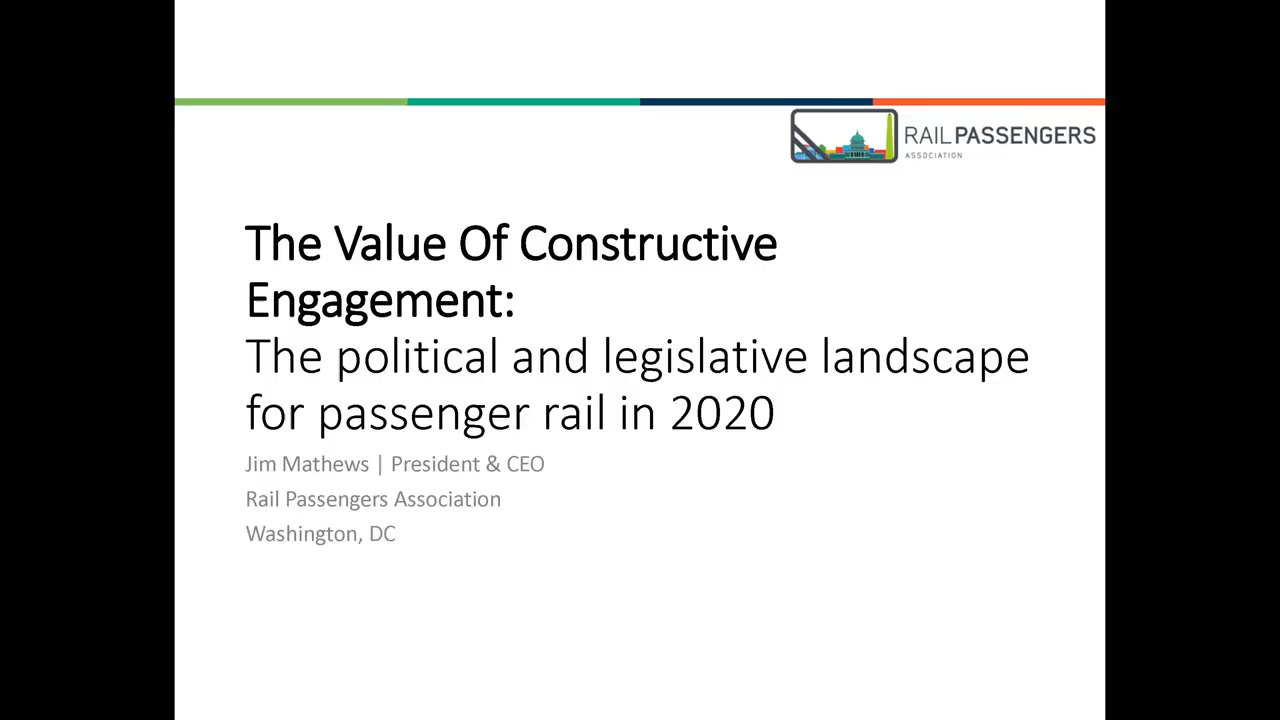 RAIL PASSENGERS
ASSOCIATION
The Value Of Constructive
Engagement:
The political and legislative landscape
for passenger rail in 2020
Jim Mathews | President & CEO
Rail Passengers Association
Washington, DC